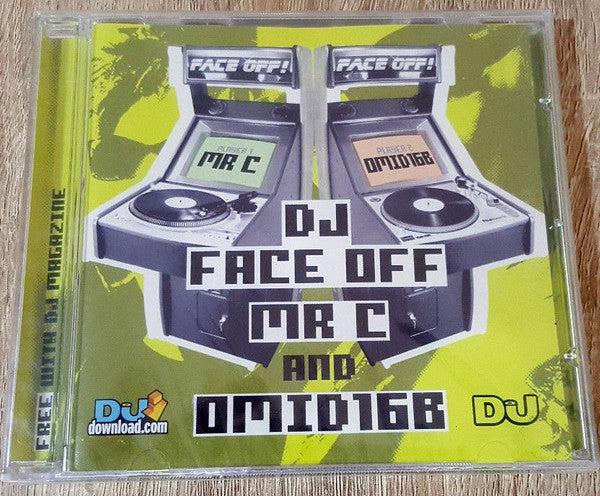 FACE OFF!
FACE OFF!
PLAYER 1
MR C
PLAYER 2
OMID16B
DJ
FACE OFF
MR C
AND
OMID16B
FREE WITH DJ MAGAZINE
DJ
download.com
DJ